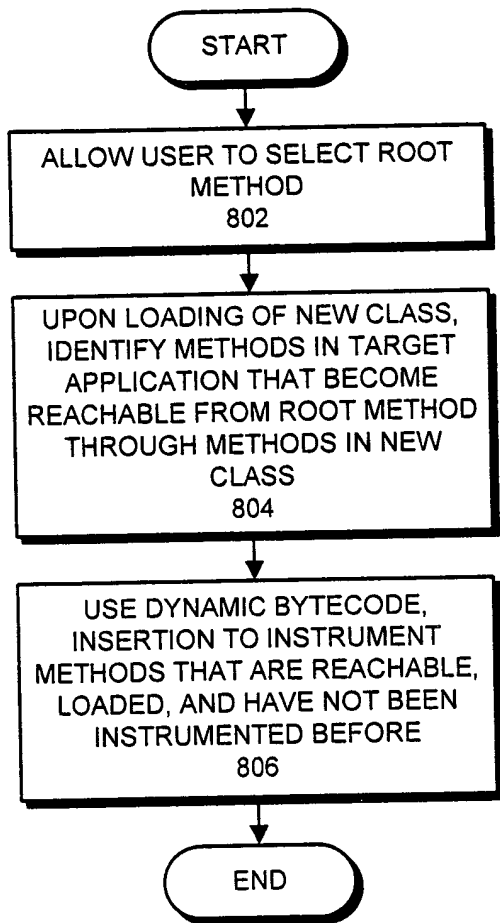 START
ALLOW USER TO SELECT ROOT
METHOD
802
UPON LOADING OF NEW CLASS,
IDENTIFY METHODS IN TARGET
APPLICATION THAT BECOME
REACHABLE FROM ROOT METHOD
THROUGH METHODS IN NEW
CLASS
804
USE DYNAMIC BYTECODE,
INSERTION TO INSTRUMENT
METHODS THAT ARE REACHABLE,
LOADED, AND HAVE NOT BEEN
INSTRUMENTED BEFORE
806
END